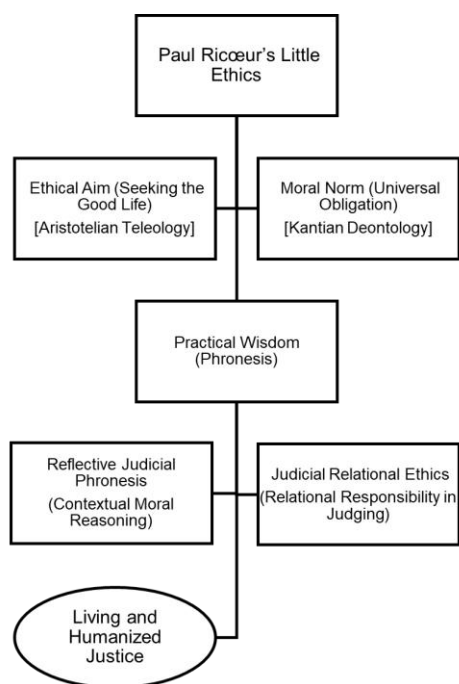 Paul Ricœur’s Little
Ethics
Ethical Aim (Seeking the
Good Life)
[Aristotelian Teleology]
Moral Norm (Universal
Obligation)
[Kantian Deontology]
Practical Wisdom
(Phronesis)
Reflective Judicial
Phronesis
(Contextual Moral
Reasoning)
Judicial Relational Ethics
(Relational Responsibility in
Judging)
Living and
Humanized
Justice